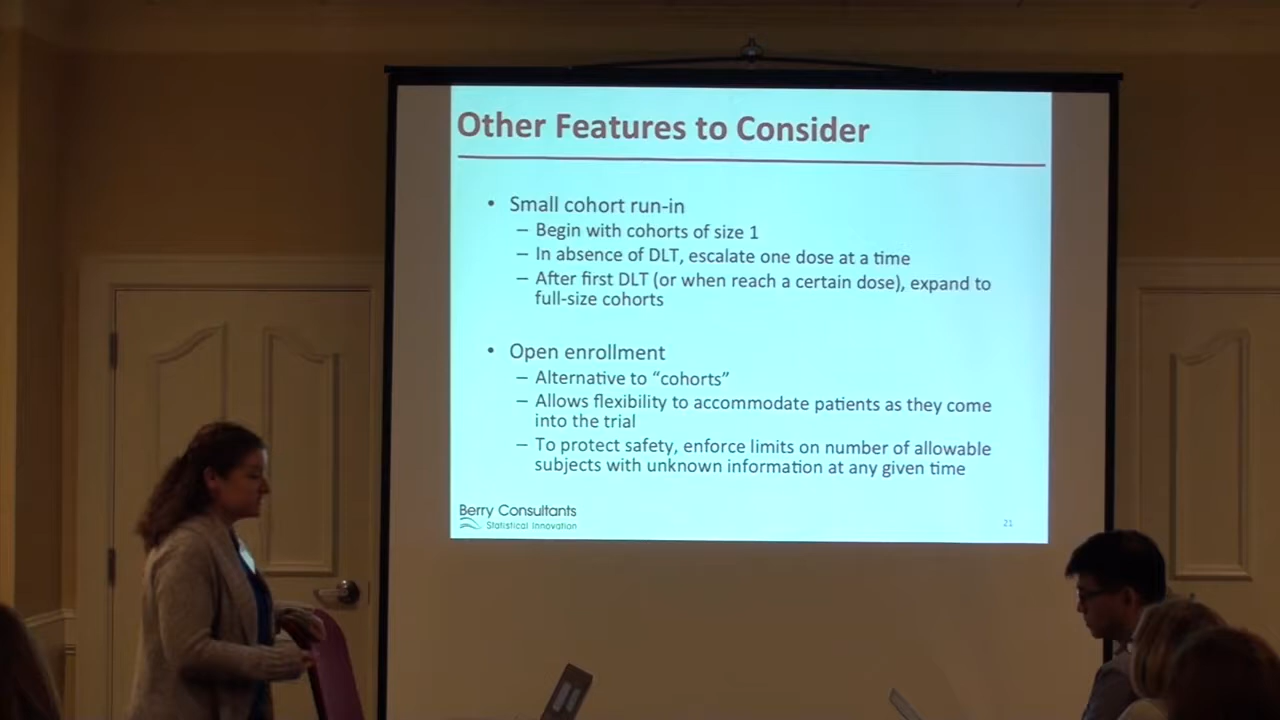 Other Features to Consider
• Small cohort run-in
– Begin with cohorts of size 1
– In absence of DLT, escalate one dose at a time
– After first DLT (or when reach a certain dose), expand to
full-size cohorts
• Open enrollment
– Alternative to “cohorts”
– Allows flexibility to accommodate patients as they come
into the trial
– To protect safety, enforce limits on number of allowable
subjects with unknown information at any given time
Berry Consultants
Statistical Innovation
21